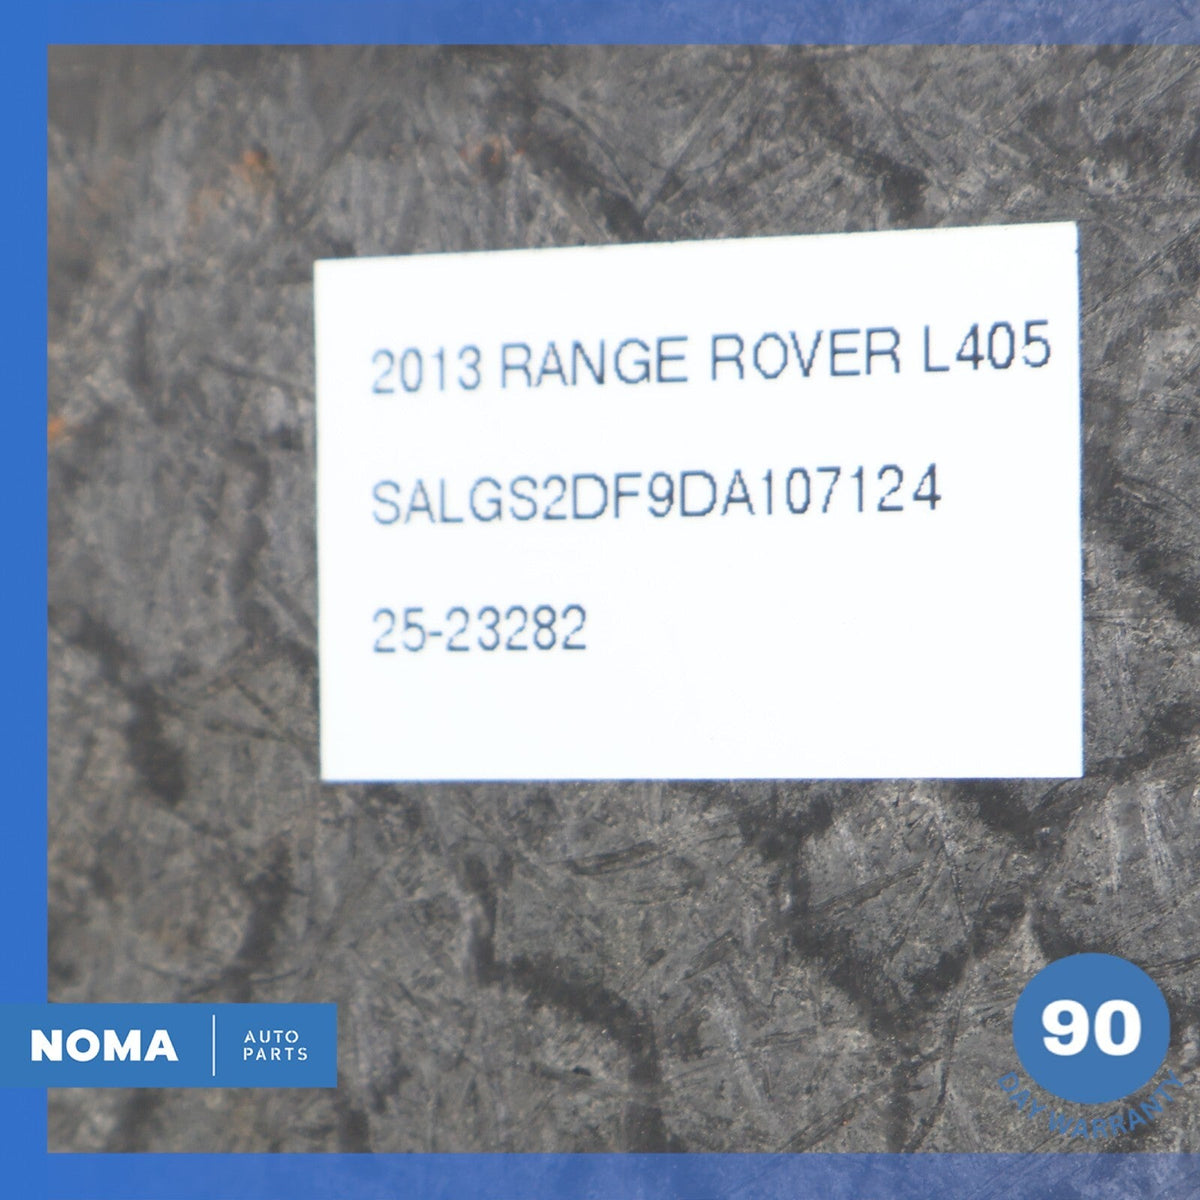 2013 RANGE ROVER L405
SALGS2DF9DA107124
25-23282
NOMA
AUTO
PARTS
90
DAY WARRANTY